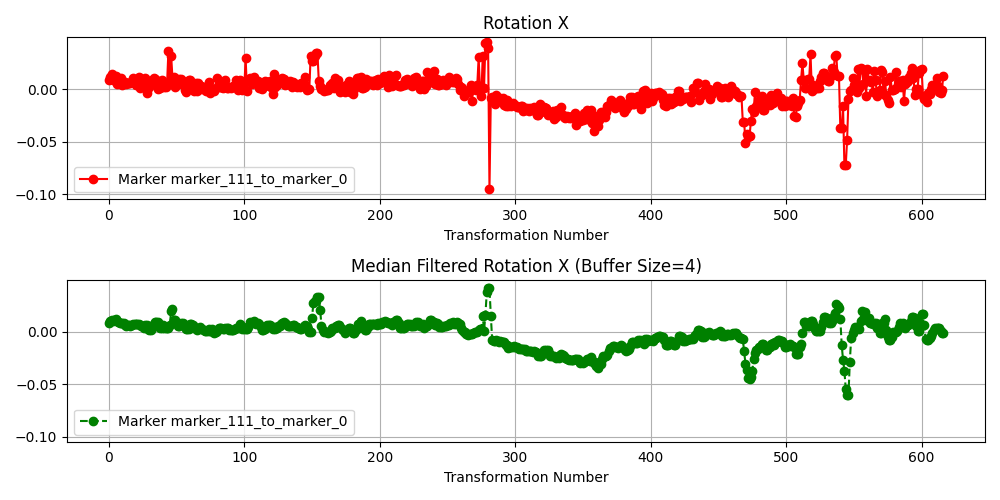 Rotation X
0.00
−0.05
−0.10
Marker marker_111_to_marker_0
0 100 200 300 400 500 600
Transformation Number
Median Filtered Rotation X (Buffer Size=4)
0.00
−0.05
−0.10
Marker marker_111_to_marker_0
0 100 200 300 400 500 600
Transformation Number